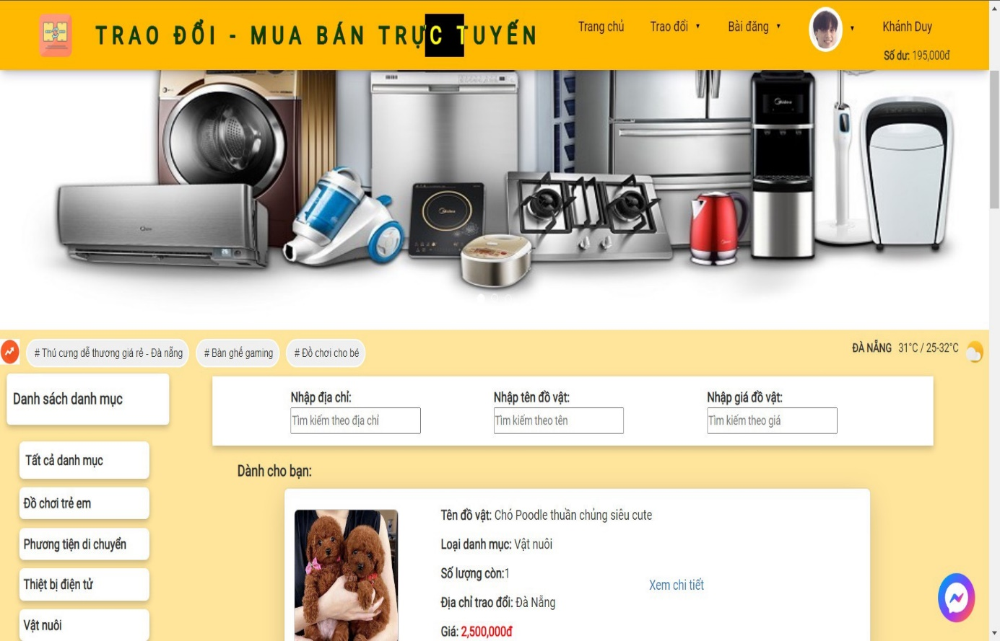 TRAO ĐỔI - MUA BÁN TRỰC TUYẾN
Trang chủ
Trao đổi
Bài đăng
Khánh Duy
Số dư: 195,000đ
Midea
Midea
# Thú cưng dễ thương giá rẻ - Đà nẵng
# Bàn ghế gaming
# Đồ chơi cho bé
ĐÀ NẴNG 31°C / 25-32°C
Danh sách danh mục
Tất cả danh mục
Đồ chơi trẻ em
Phương tiện di chuyển
Thiết bị điện tử
Vật nuôi
Nhập địa chỉ:
Tìm kiếm theo địa chỉ
Nhập tên đồ vật:
Tìm kiếm theo tên
Nhập giá đồ vật:
Tìm kiếm theo giá
Dành cho bạn:
Tên đồ vật: Chó Poodle thuần chủng siêu cute
Loại danh mục: Vật nuôi
Số lượng còn:1
Địa chỉ trao đổi: Đà Nẵng
Giá: 2,500,000đ
Xem chi tiết